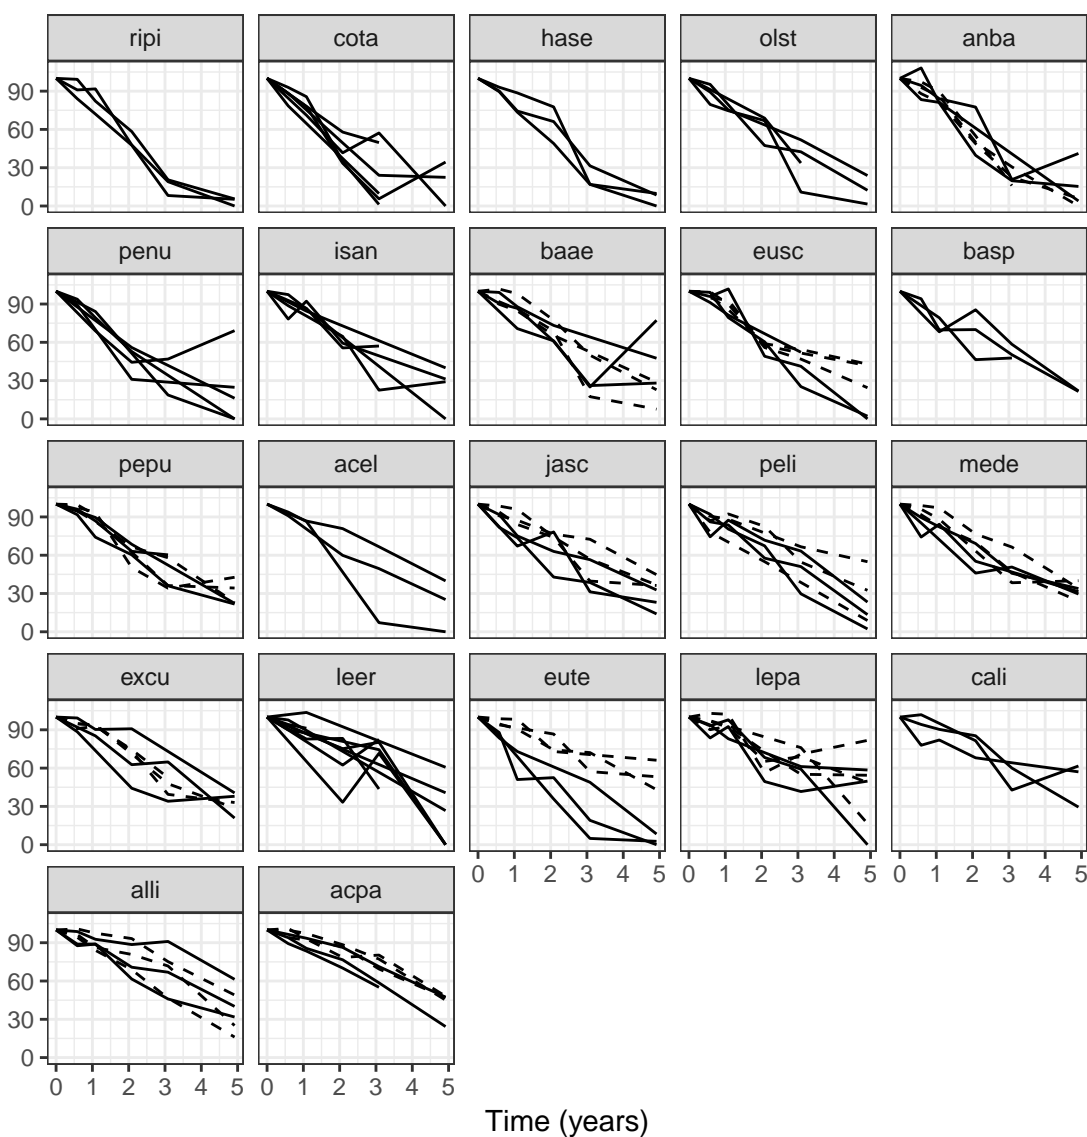 ripi cota hase olst anba
90
60
30
0
penu isan baae eusc basp
90
60
30
0
pepu acel jasc peli mede
90
60
30
0
excu leer eute lepa cali
90
60
30
0
0 1 2 3 4 5 0 1 2 3 4 5 0 1 2 3 4 5
alli acpa
90
60
30
0
0 1 2 3 4 5 0 1 2 3 4 5
Time (years)